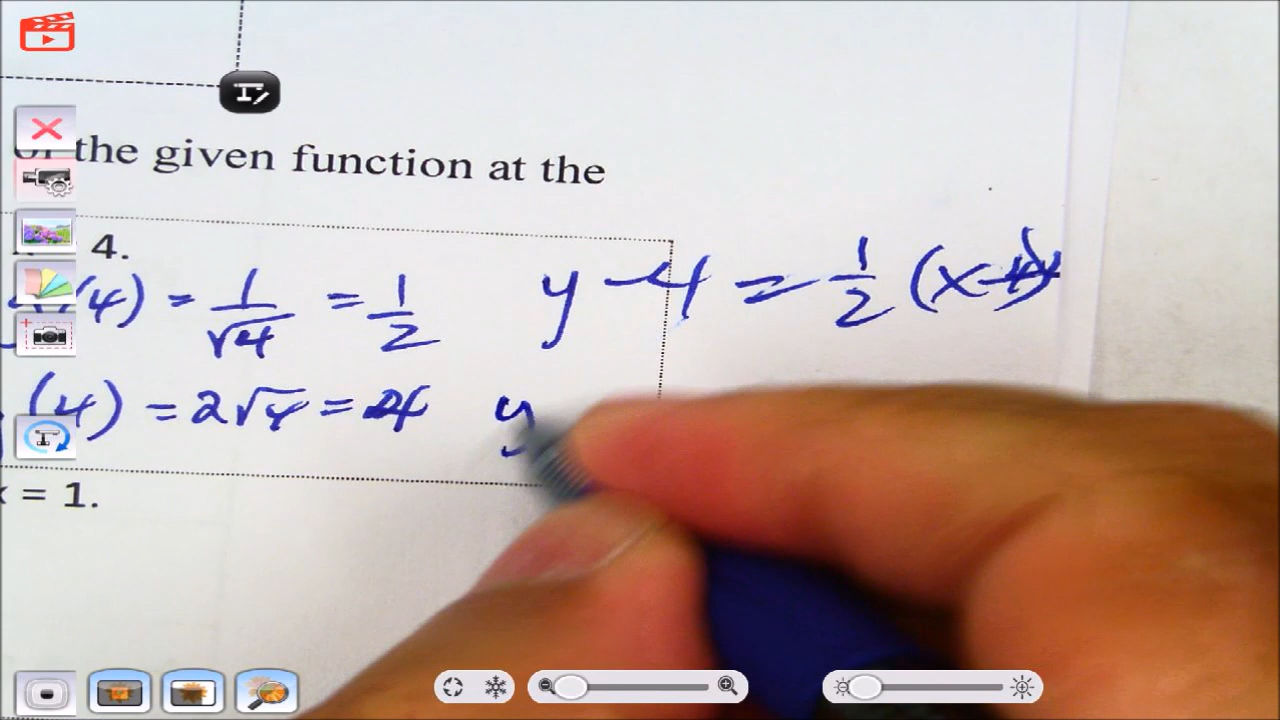 of the given function at the
4.
(4) = 1/√4 = 1/2 y - 4 = 1/2 (x-4)
(4) = 2√4 = 4 y
x = 1.